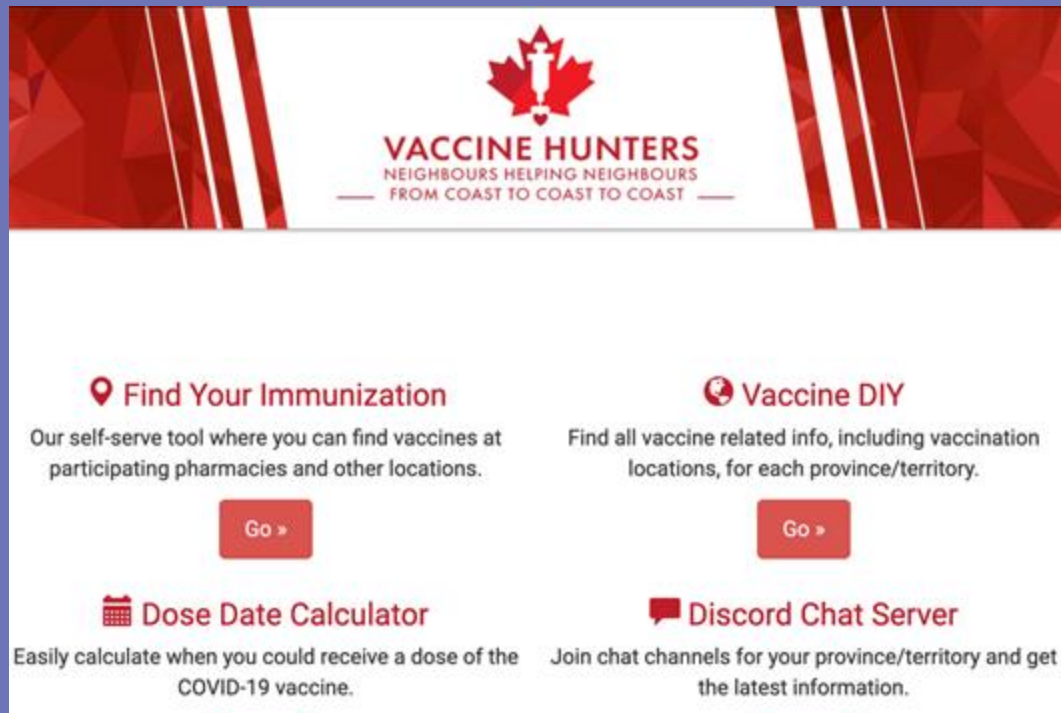 VACCINE HUNTERS
NEIGHBOURS HELPING NEIGHBOURS
FROM COAST TO COAST TO COAST
Find Your Immunization
Our self-serve tool where you can find vaccines at
participating pharmacies and other locations.
Go »
Vaccine DIY
Find all vaccine related info, including vaccination
locations, for each province/territory.
Go »
Dose Date Calculator
Easily calculate when you could receive a dose of the
COVID-19 vaccine.
Discord Chat Server
Join chat channels for your province/territory and get
the latest information.